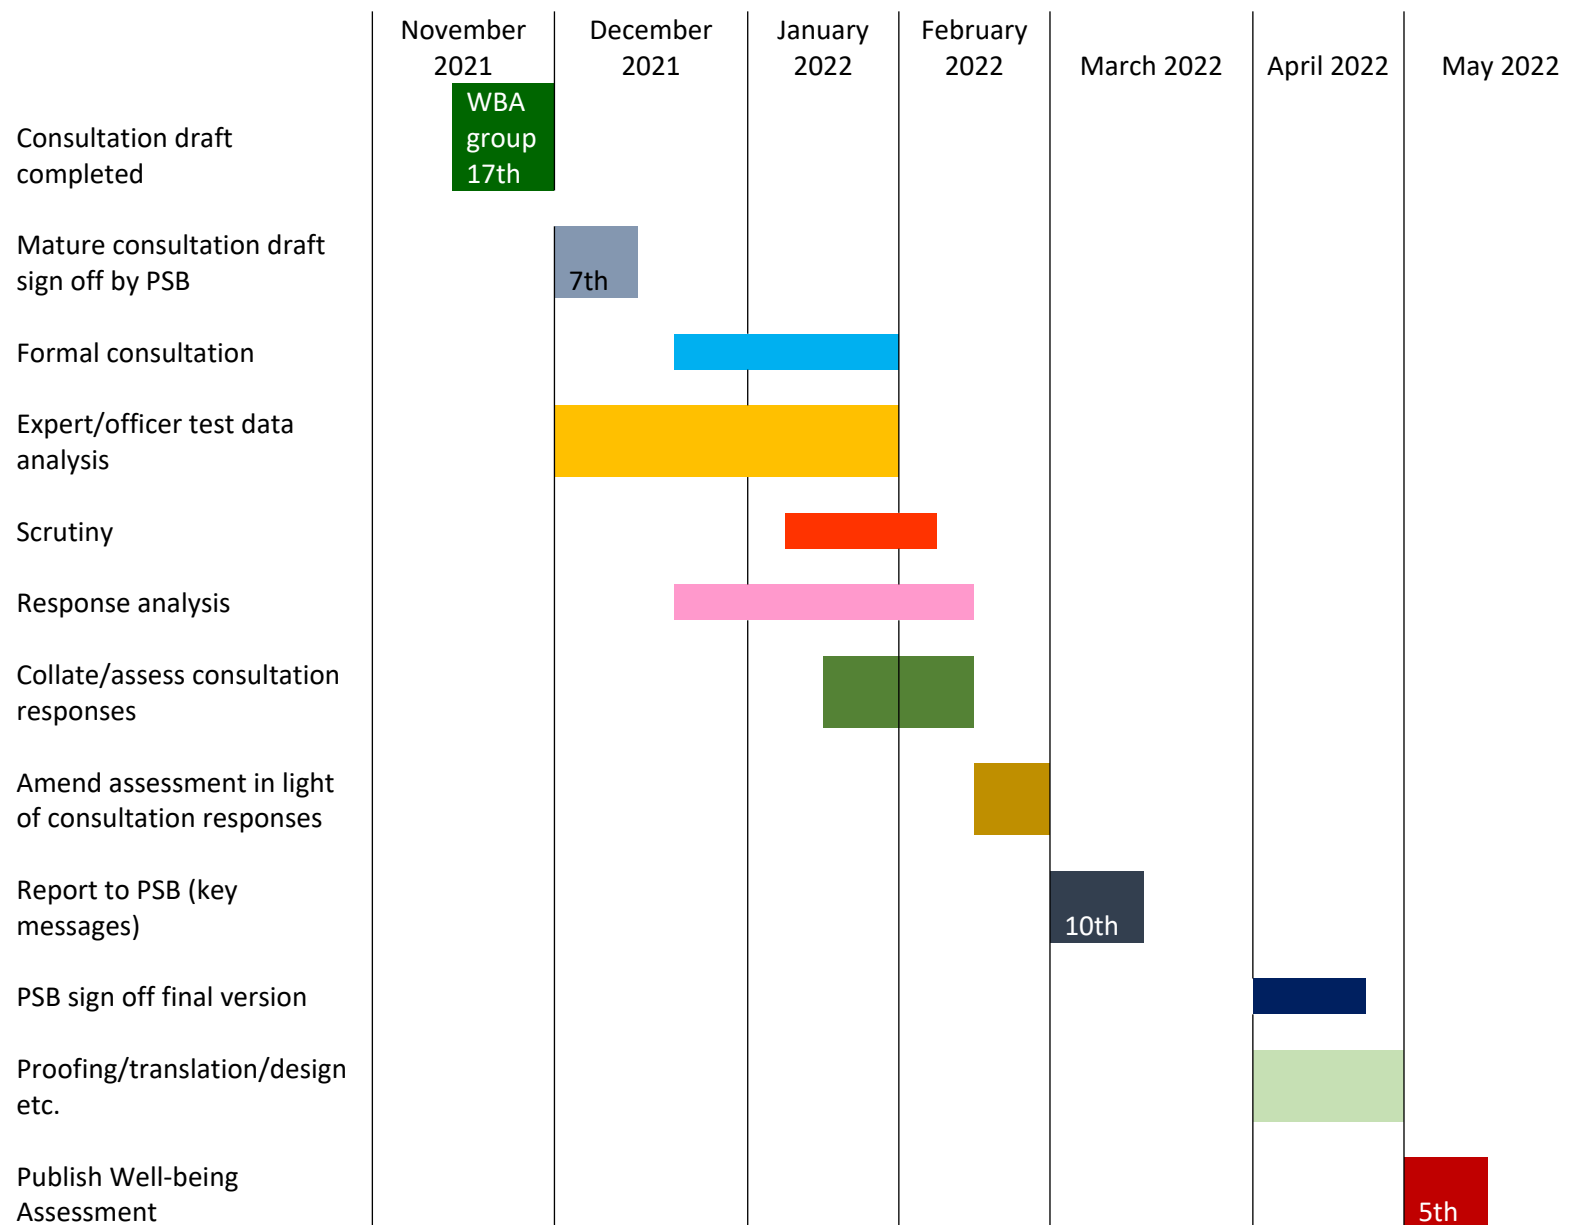 November
2021
December
2021
January
2022
February
2022
March 2022
April 2022
May 2022
Consultation draft
completed
WBA
group
17th
Mature consultation draft
sign off by PSB
7th
Formal consultation
Expert/officer test data
analysis
Scrutiny
Response analysis
Collate/assess consultation
responses
Amend assessment in light
of consultation responses
Report to PSB (key
messages)
10th
PSB sign off final version
Proofing/translation/design
etc.
Publish Well-being
Assessment
5th